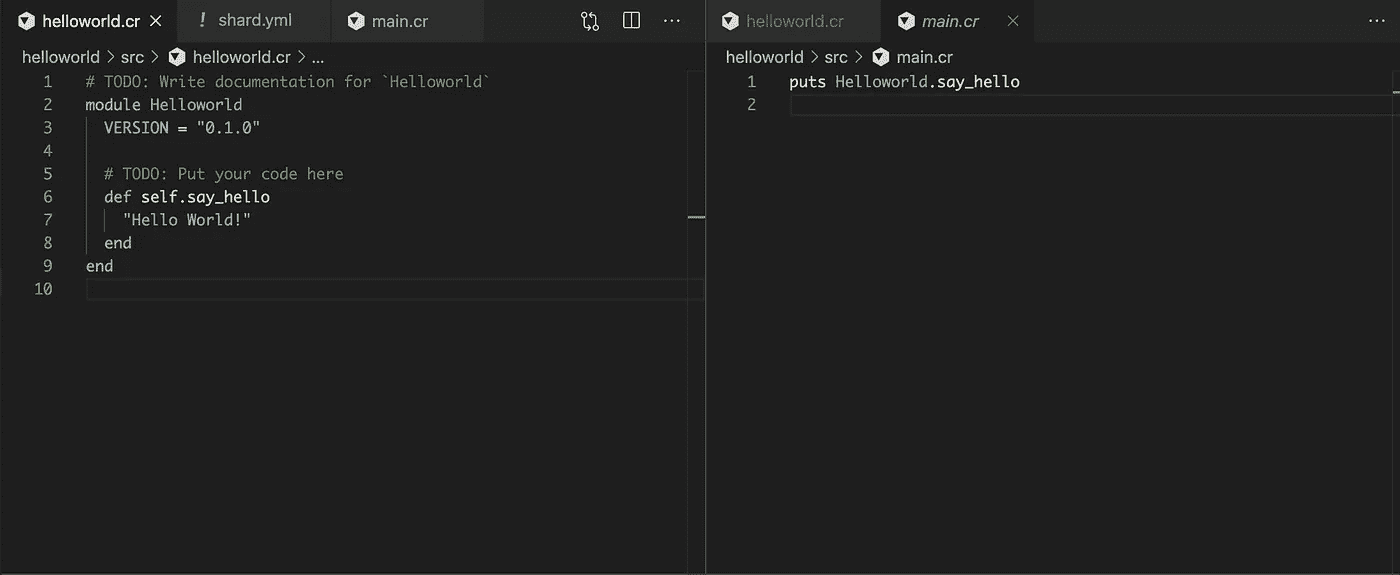 helloworld.cr
! shard.yml
main.cr
helloworld > src > helloworld.cr > ...
1 # TODO: Write documentation for `Helloworld`
2 module Helloworld
3 VERSION = "0.1.0"
4
5 # TODO: Put your code here
6 def self.say_hello
7 "Hello World!"
8 end
9 end
10
helloworld.cr
main.cr
helloworld > src > main.cr
1 puts Helloworld.say_hello
2